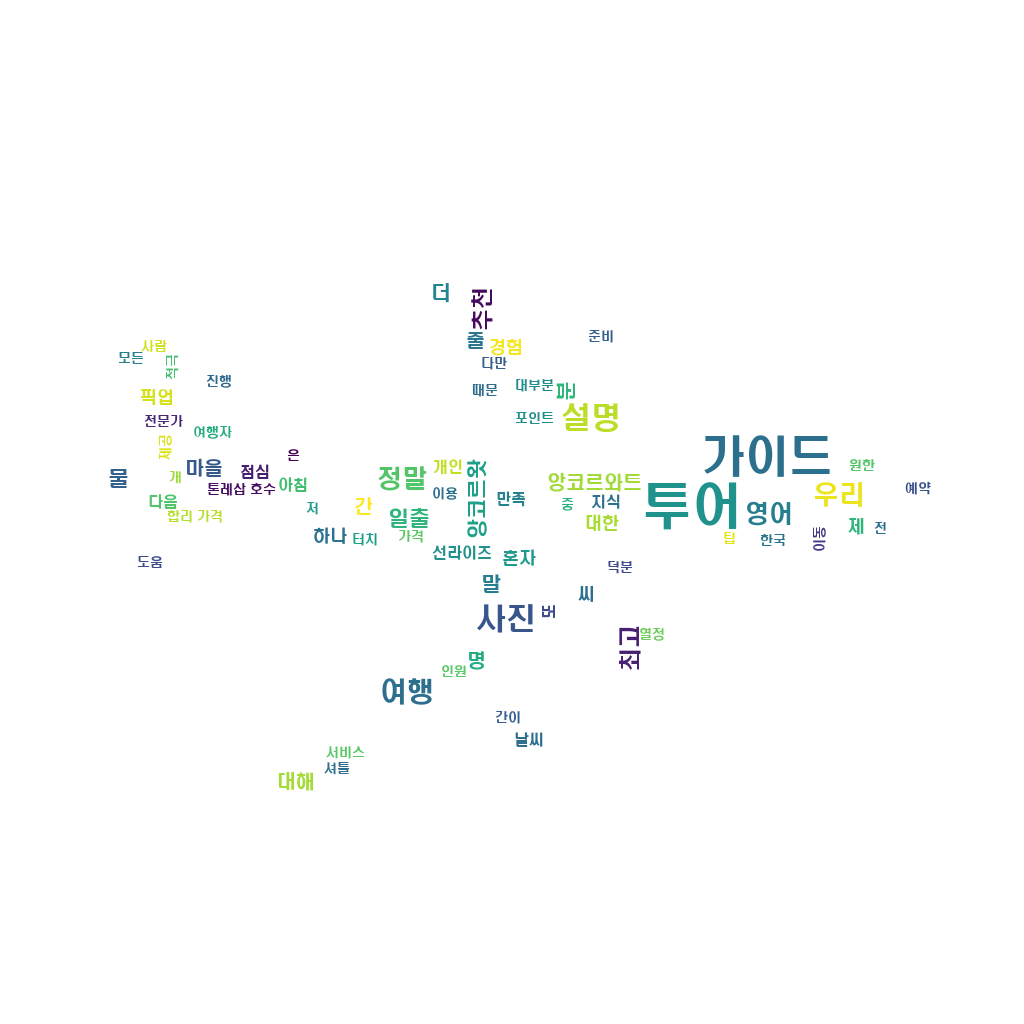 더
추천
줄
경험
준비
사람
모든
적극
다만
진행
때문
대부분
분
픽업
포인트
설명
전문가
여행자
제공
가이드
은
원한
물
마을
점심
개
정말
개인
앙코르왓
앙코르와트
톤레삽 호수
아침
이용
만족
지식
중
투어
우리
예약
다음
저
간
일출
대한
영어
제
전
합리 가격
하나
터치
가격
팁
한국
이동
선라이즈
혼자
도움
덕분
말
씨
사진
버
최고
열정
명
인원
여행
간이
날씨
서비스
셔틀
대해